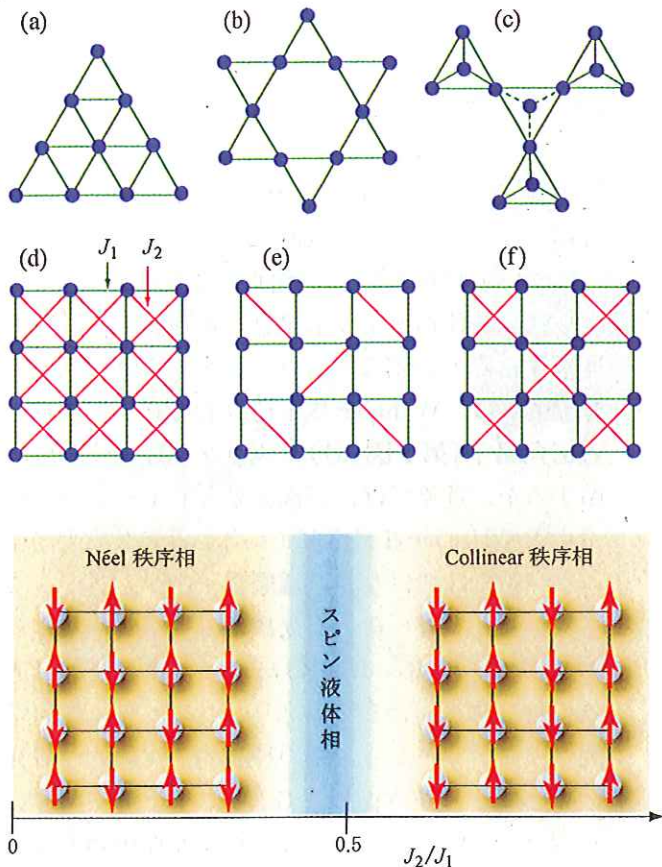 (a)
(b)
(c)
(d)
J₁
J₂
(e)
(f)
Néel 秩序相
スピン液体相
Collinear 秩序相
0
0.5
J₂/J₁